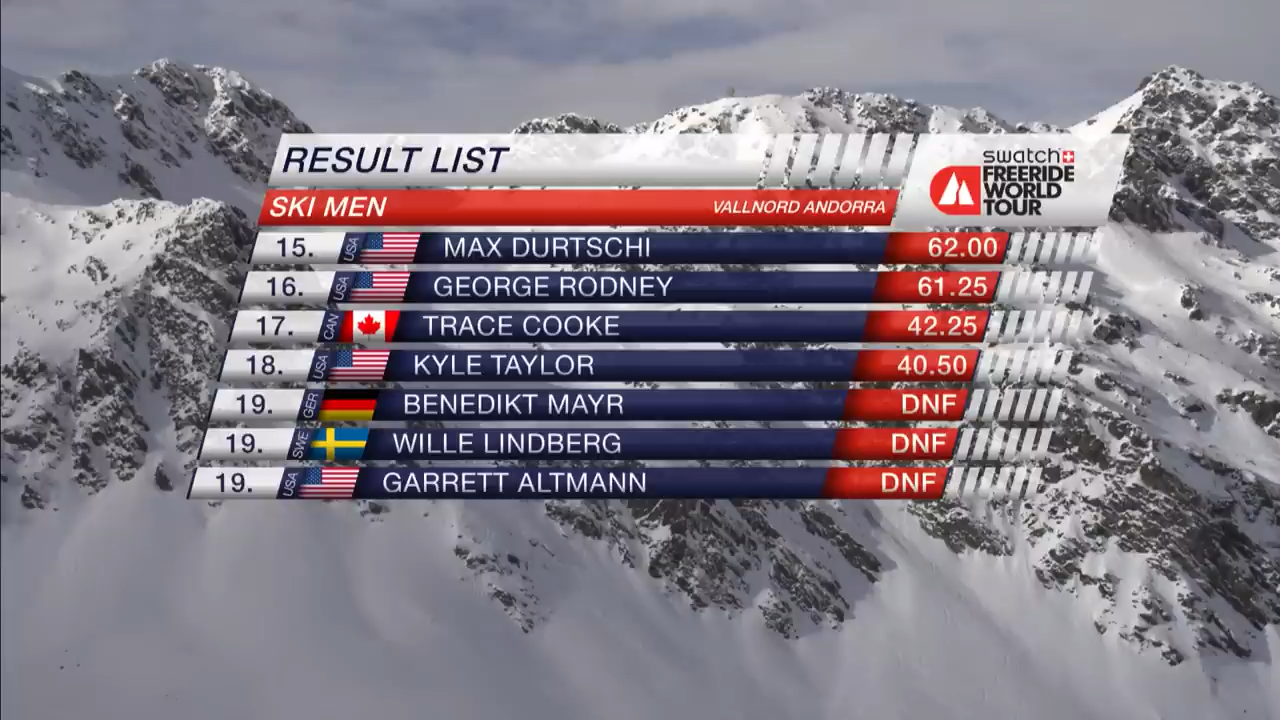 RESULT LIST
swatch
FREERIDE
WORLD
TOUR
SKI MEN VALLNORD ANDORRA
15. USA MAX DURTSCHI 62.00
16. USA GEORGE RODNEY 61.25
17. CAN TRACE COOKE 42.25
18. USA KYLE TAYLOR 40.50
19. GER BENEDIKT MAYR DNF
19. SWE WILLE LINDBERG DNF
19. USA GARRETT ALTMANN DNF